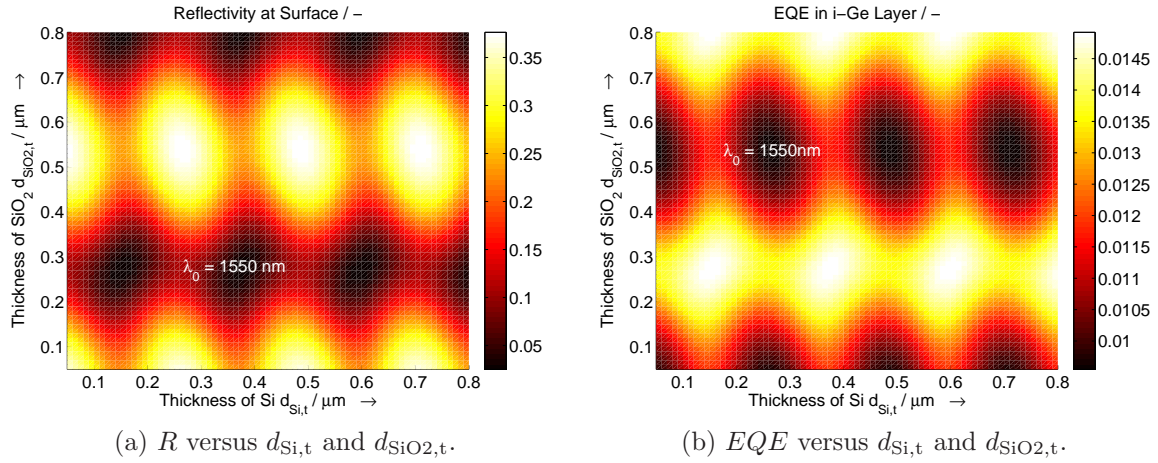 Reflectivity at Surface / −
0.8
0.7
0.6
0.5
0.4
0.3
0.2
0.1
Thickness of SiO2 dSiO2,t / μm →
λ0 = 1550 nm
0.1 0.2 0.3 0.4 0.5 0.6 0.7 0.8
Thickness of Si dSi,t / μm →
0.35
0.3
0.25
0.2
0.15
0.1
0.05
(a) R versus dSi,t and dSiO2,t.
EQE in i−Ge Layer / −
0.8
0.7
0.6
0.5
0.4
0.3
0.2
0.1
Thickness of SiO2 dSiO2,t / μm →
λ0 = 1550nm
0.1 0.2 0.3 0.4 0.5 0.6 0.7 0.8
Thickness of Si dSi,t / μm →
0.0145
0.014
0.0135
0.013
0.0125
0.012
0.0115
0.011
0.0105
0.01
(b) EQE versus dSi,t and dSiO2,t.